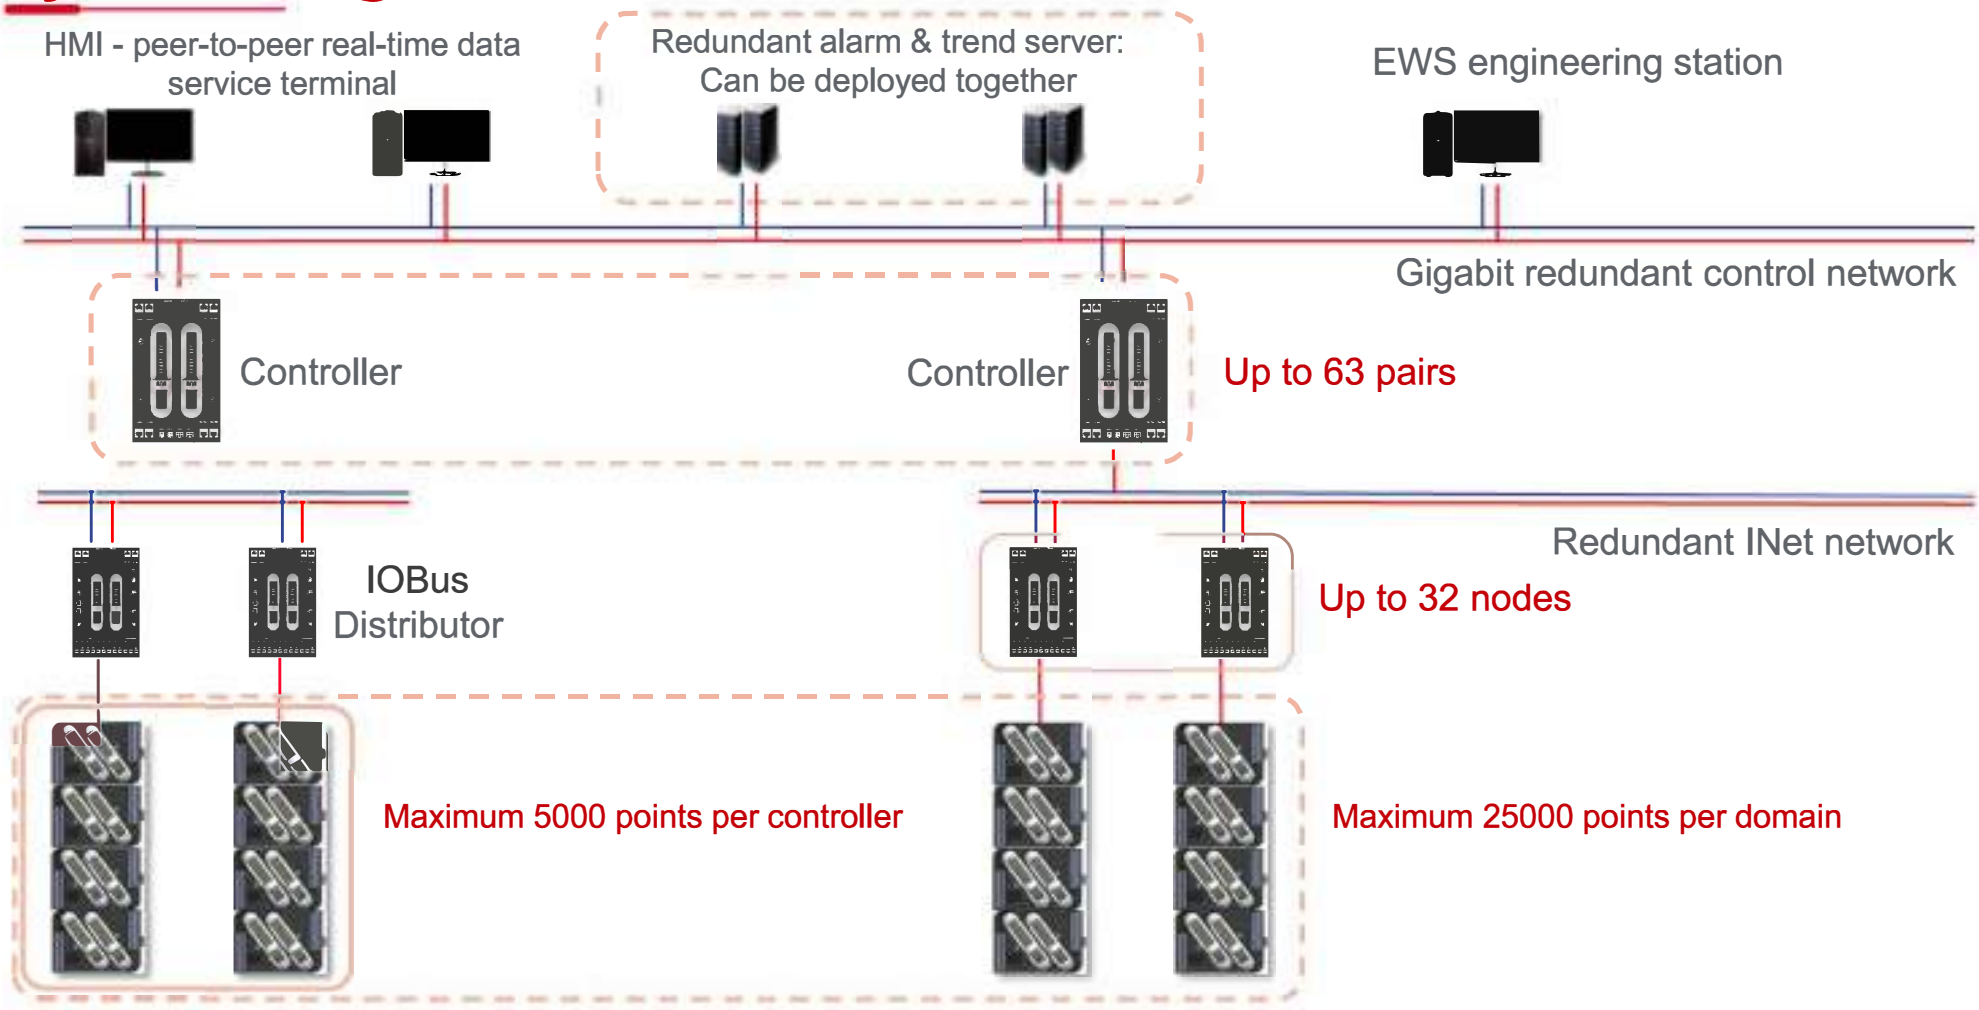 HMI - peer-to-peer real-time data
service terminal
Redundant alarm & trend server:
Can be deployed together
EWS engineering station
Gigabit redundant control network
Controller
Controller
Up to 63 pairs
Redundant INet network
IOBus
Distributor
Up to 32 nodes
Maximum 5000 points per controller
Maximum 25000 points per domain